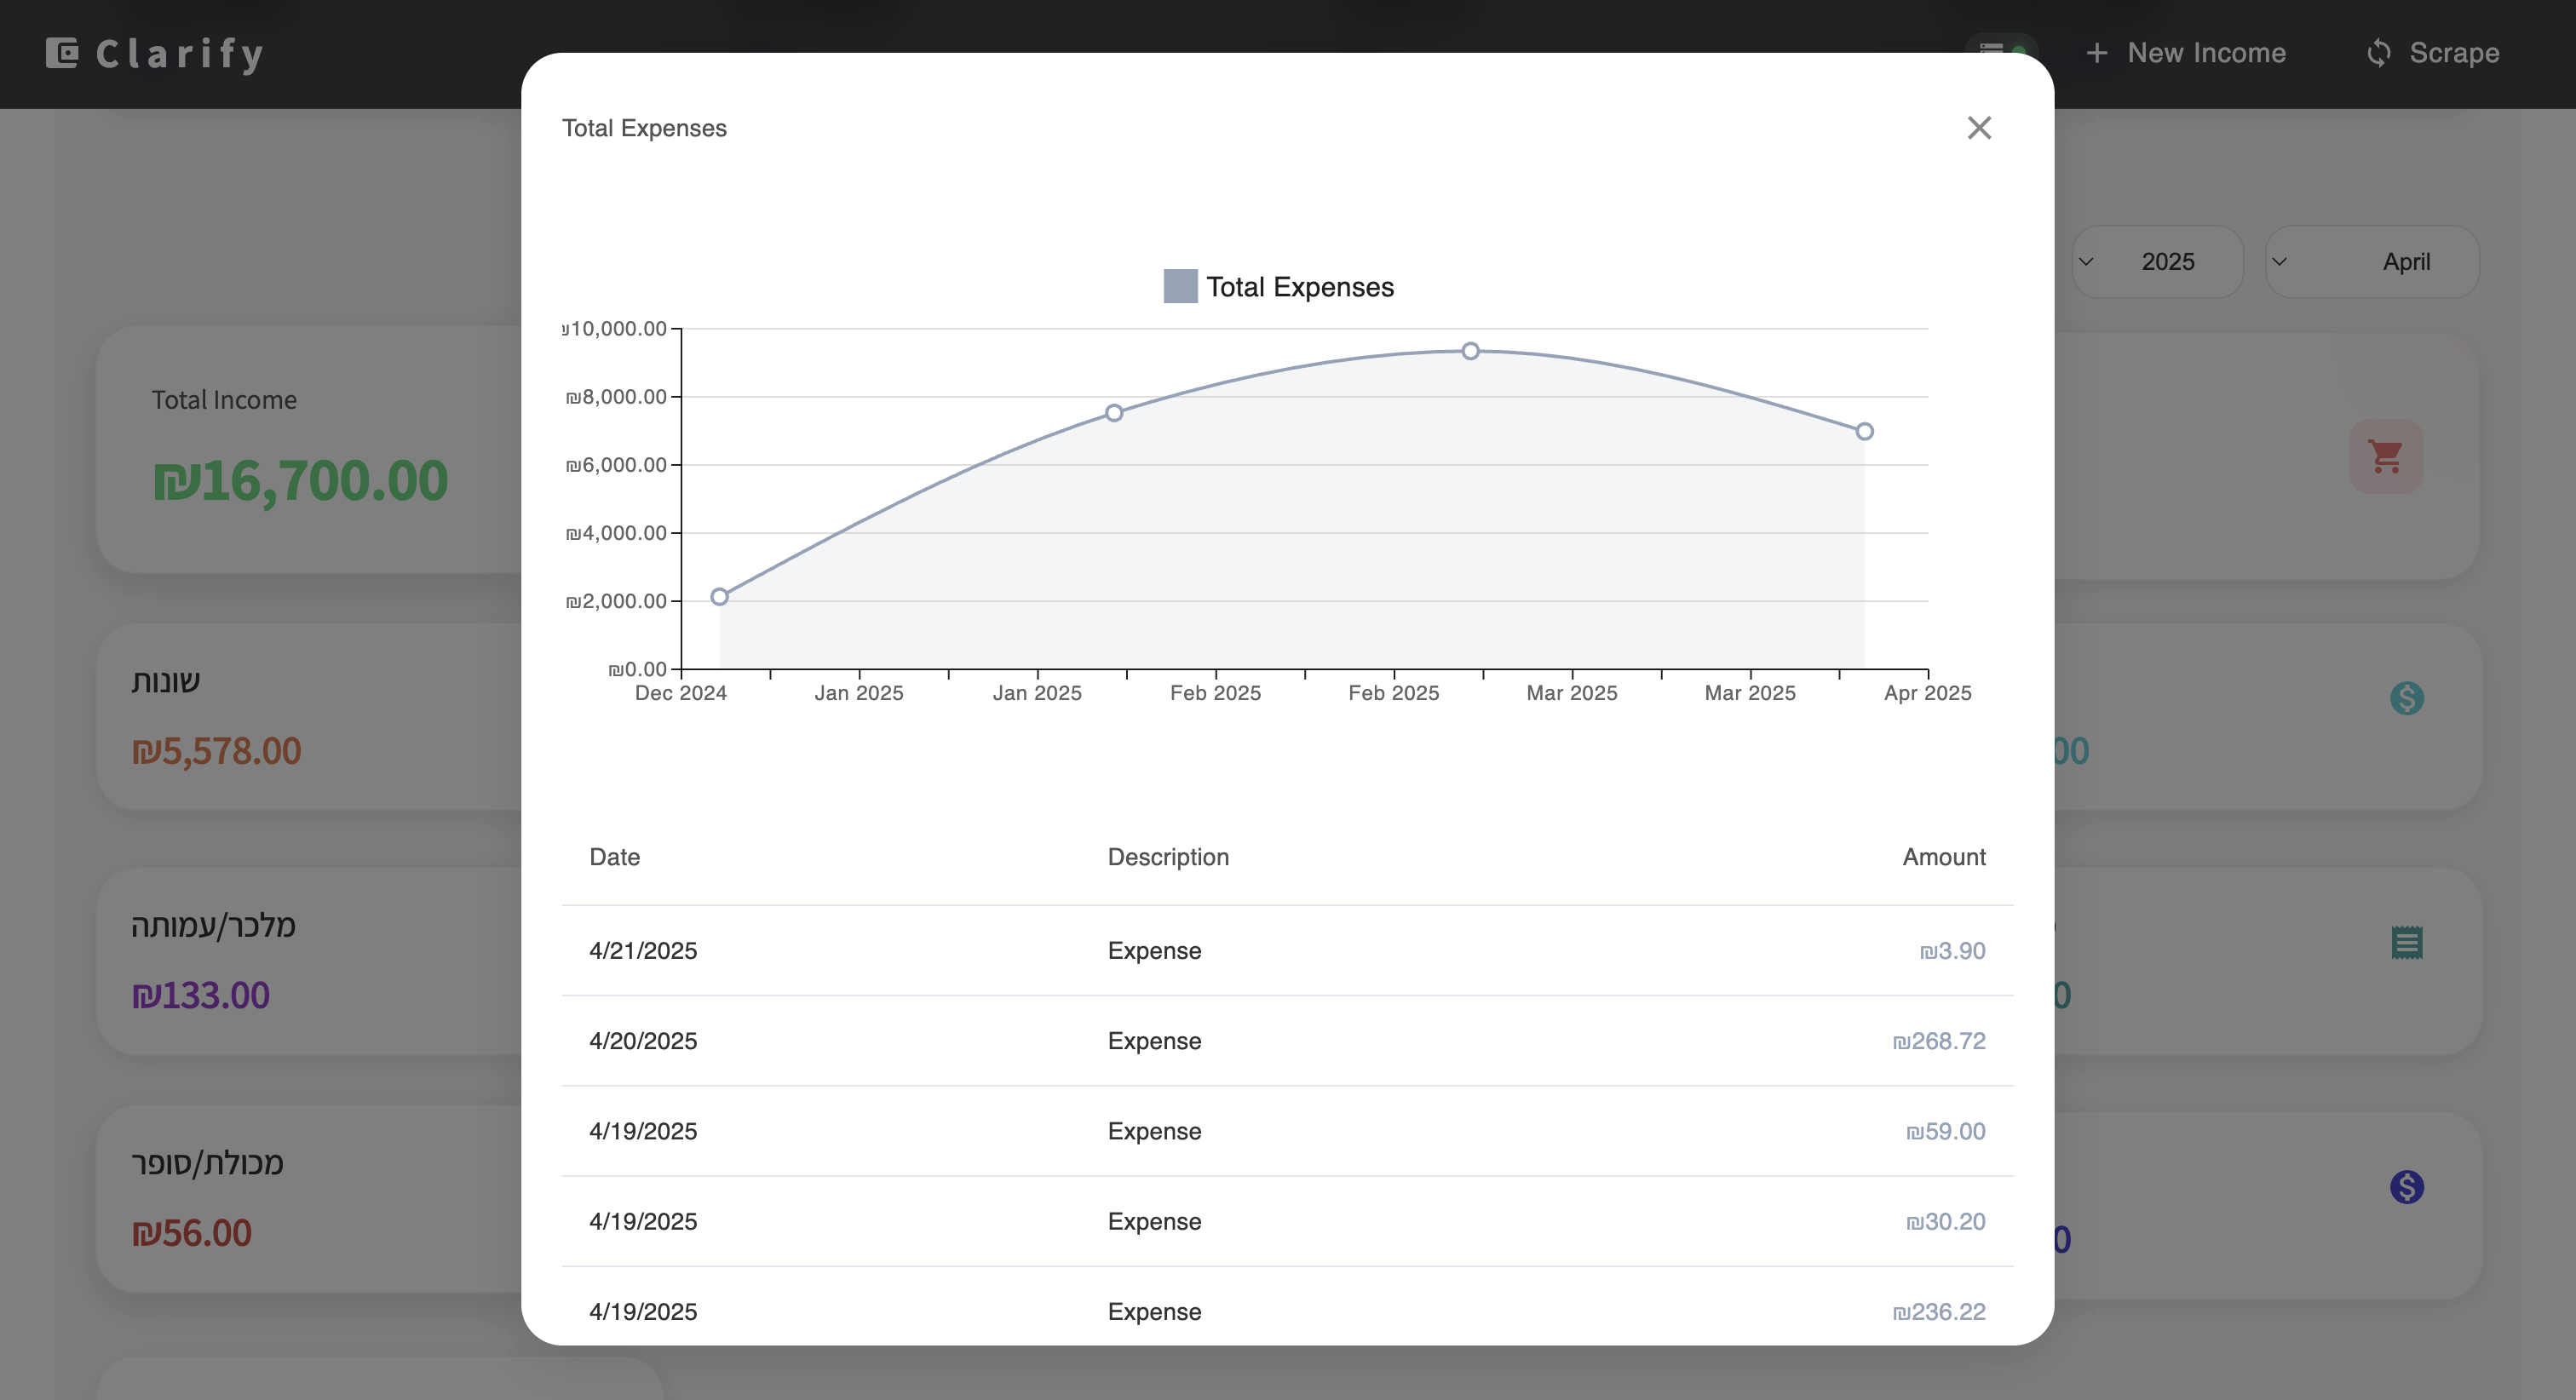 Clarify
New Income
Scrape
Total Expenses
2025
April
Total Expenses
₪10,000.00
₪8,000.00
₪6,000.00
₪4,000.00
₪2,000.00
₪0.00
Dec 2024 Jan 2025 Jan 2025 Feb 2025 Feb 2025 Mar 2025 Mar 2025 Apr 2025
Total Income
₪16,700.00
שונות
₪5,578.00
00
מלכר/עמותה
₪133.00
0
מכולת/סופר
₪56.00
0
Date Description Amount
4/21/2025 Expense ₪3.90
4/20/2025 Expense ₪268.72
4/19/2025 Expense ₪59.00
4/19/2025 Expense ₪30.20
4/19/2025 Expense ₪236.22